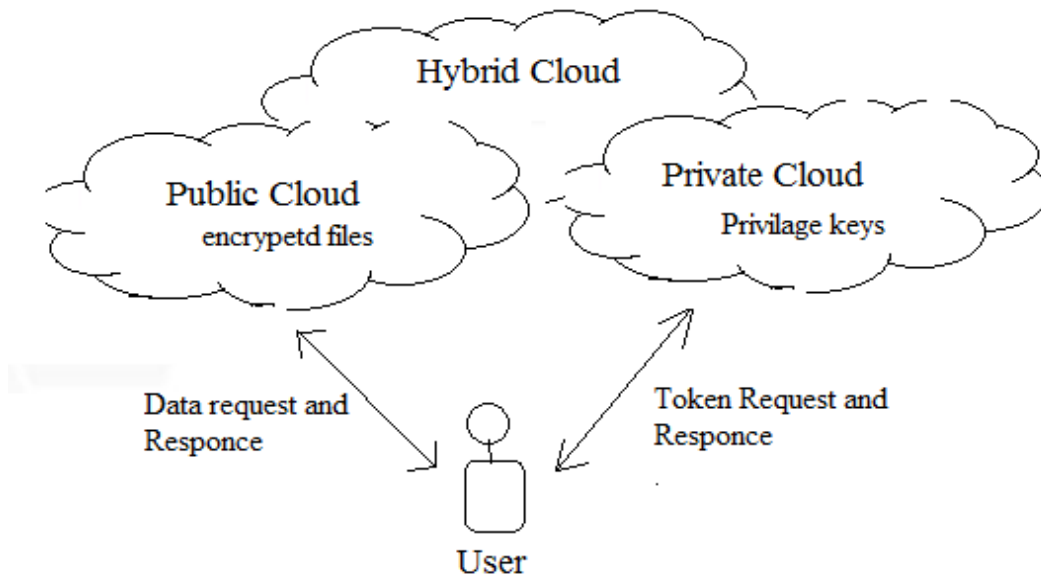 Hybrid Cloud
Public Cloud
encrypetd files
Private Cloud
Privilage keys
Data request and
Responce
Token Request and
Responce
User